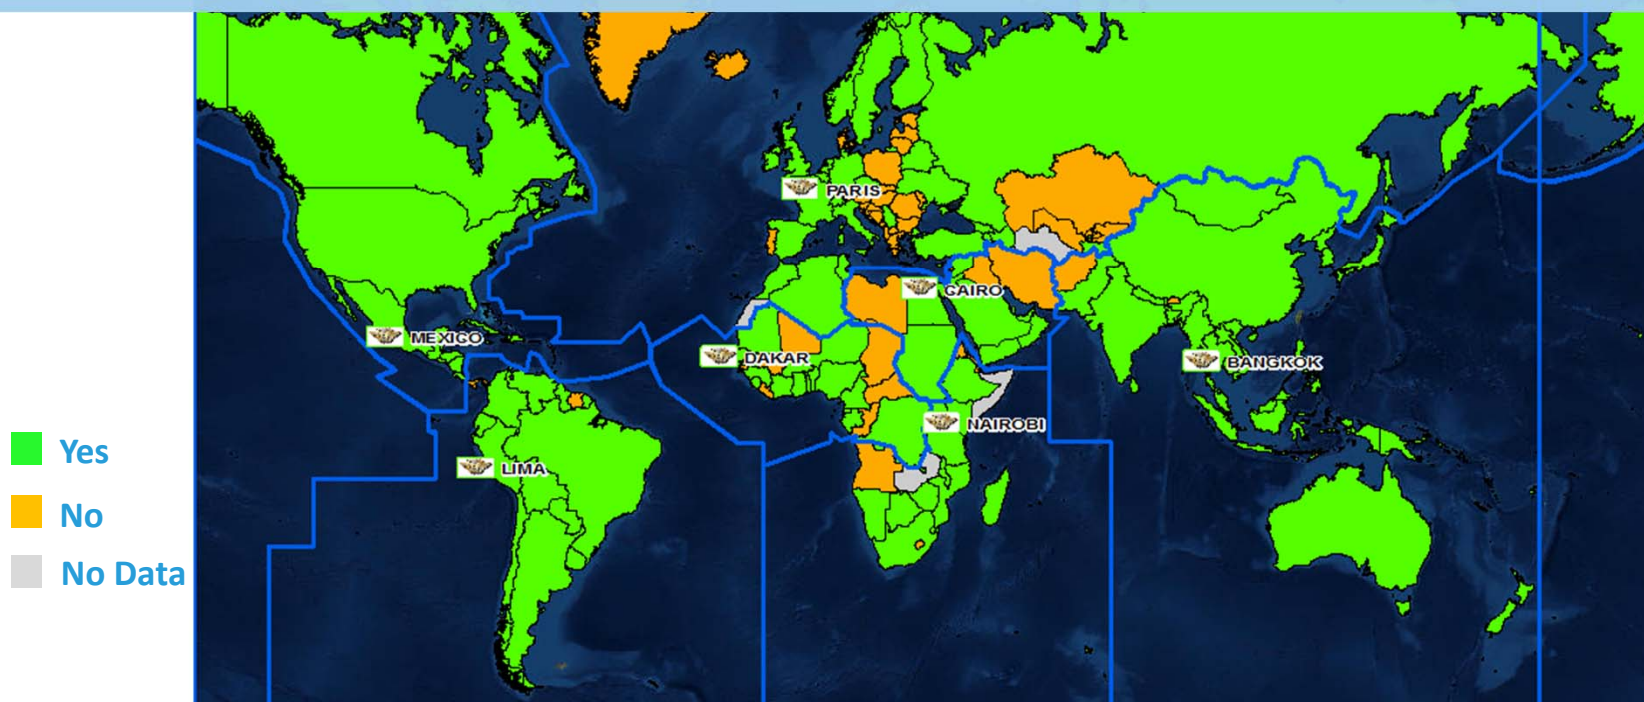 PARIS
CAIRO
MEXICO
DAKAR
BANGKOK
NAIROBI
LIMA
Yes
No
No Data